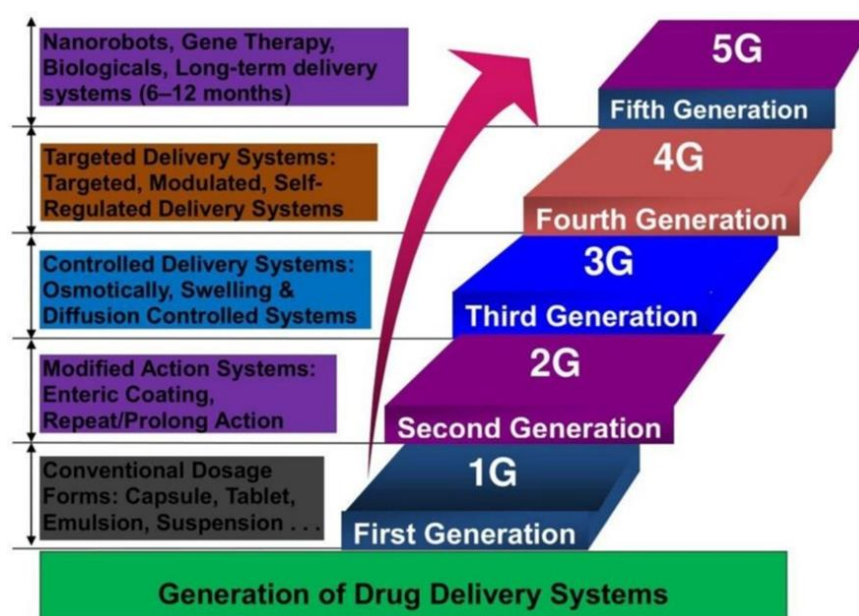 Nanorobots, Gene Therapy,
Biologicals, Long-term delivery
systems (6–12 months)
5G
Fifth Generation
Targeted Delivery Systems:
Targeted, Modulated, Self-
Regulated Delivery Systems
4G
Fourth Generation
Controlled Delivery Systems:
Osmotically, Swelling &
Diffusion Controlled Systems
3G
Third Generation
Modified Action Systems:
Enteric Coating,
Repeat/Prolong Action
2G
Second Generation
Conventional Dosage
Forms: Capsule, Tablet,
Emulsion, Suspension . . .
1G
First Generation
Generation of Drug Delivery Systems